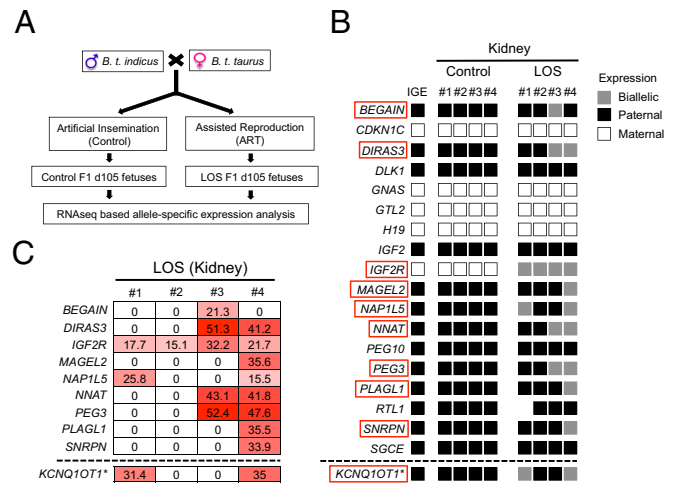 A
♂ B. t. indicus ✖ ♀ B. t. taurus
Artificial Insemination
(Control)
Assisted Reproduction
(ART)
Control F1 d105 fetuses
LOS F1 d105 fetuses
RNAseq based allele-specific expression analysis
B
Kidney
Control LOS
IGE #1 #2 #3 #4 #1 #2 #3 #4
BEGAIN
CDKN1C
DIRAS3
DLK1
GNAS
GTL2
H19
IGF2
IGF2R
MAGEL2
NAP1L5
NNAT
PEG10
PEG3
PLAGL1
RTL1
SNRPN
SGCE
KCNQ1OT1*
Expression
Biallelic
Paternal
Maternal
C
LOS (Kidney)
#1 #2 #3 #4
BEGAIN 0 0 21.3 0
DIRAS3 0 0 51.3 41.2
IGF2R 17.7 15.1 32.2 21.7
MAGEL2 0 0 0 35.6
NAP1L5 25.8 0 0 15.5
NNAT 0 0 43.1 41.8
PEG3 0 0 52.4 47.6
PLAGL1 0 0 0 35.5
SNRPN 0 0 0 33.9
KCNQ1OT1* 31.4 0 0 35